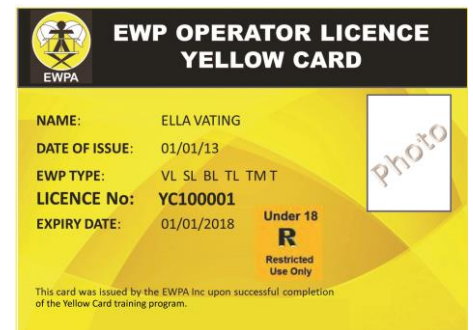 EWP OPERATOR LICENCE
YELLOW CARD
EWPA
NAME: ELLA VATING
DATE OF ISSUE: 01/01/13
EWP TYPE: VL SL BL TL TM T
LICENCE No: YC100001
EXPIRY DATE: 01/01/2018
Photo
Under 18
R
Restricted
Use Only
This card was issued by the EWPA Inc upon successful completion
of the Yellow Card training program.